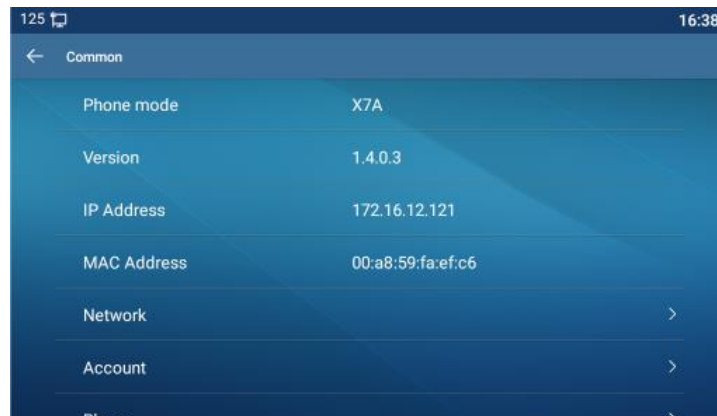 125 16:38
Common
Phone mode X7A
Version 1.4.0.3
IP Address 172.16.12.121
MAC Address 00:a8:59:fa:ef:c6
Network
Account